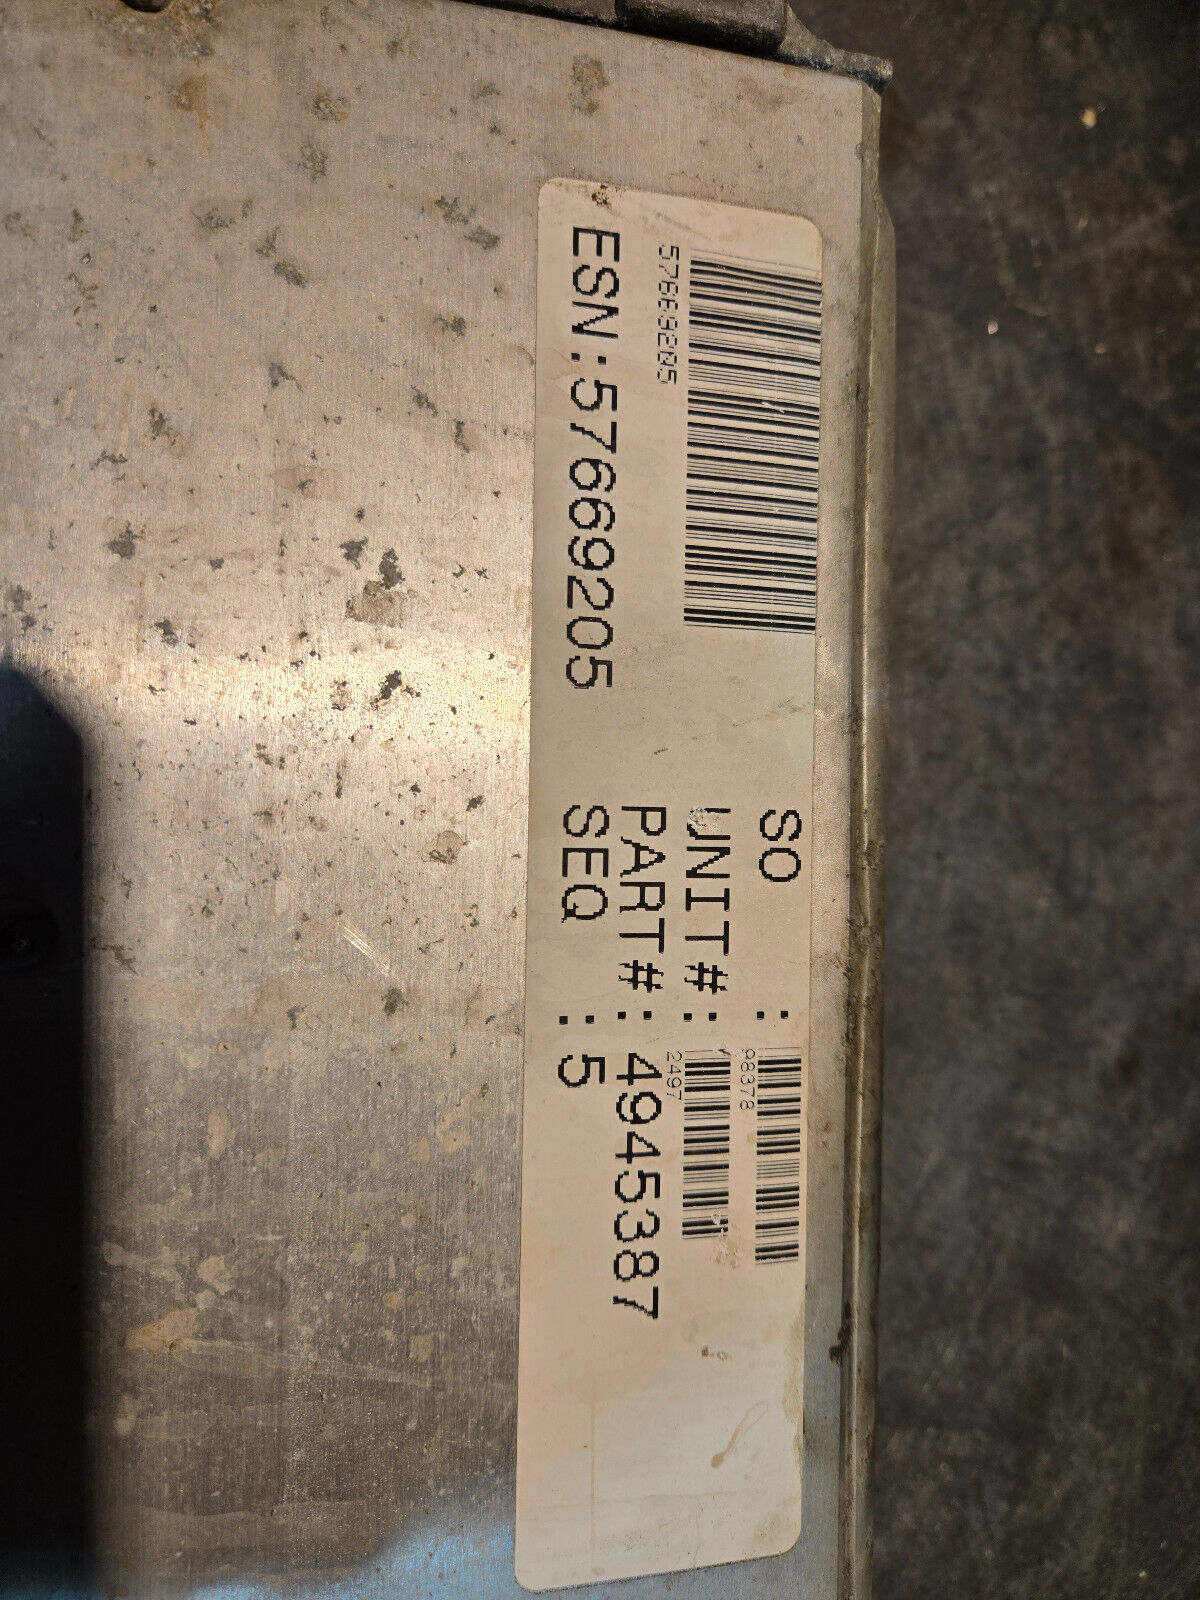 57669205
ESN:57669205
SO :
98378
UNIT# :
2497
PART# : 4945387
SEQ : 5